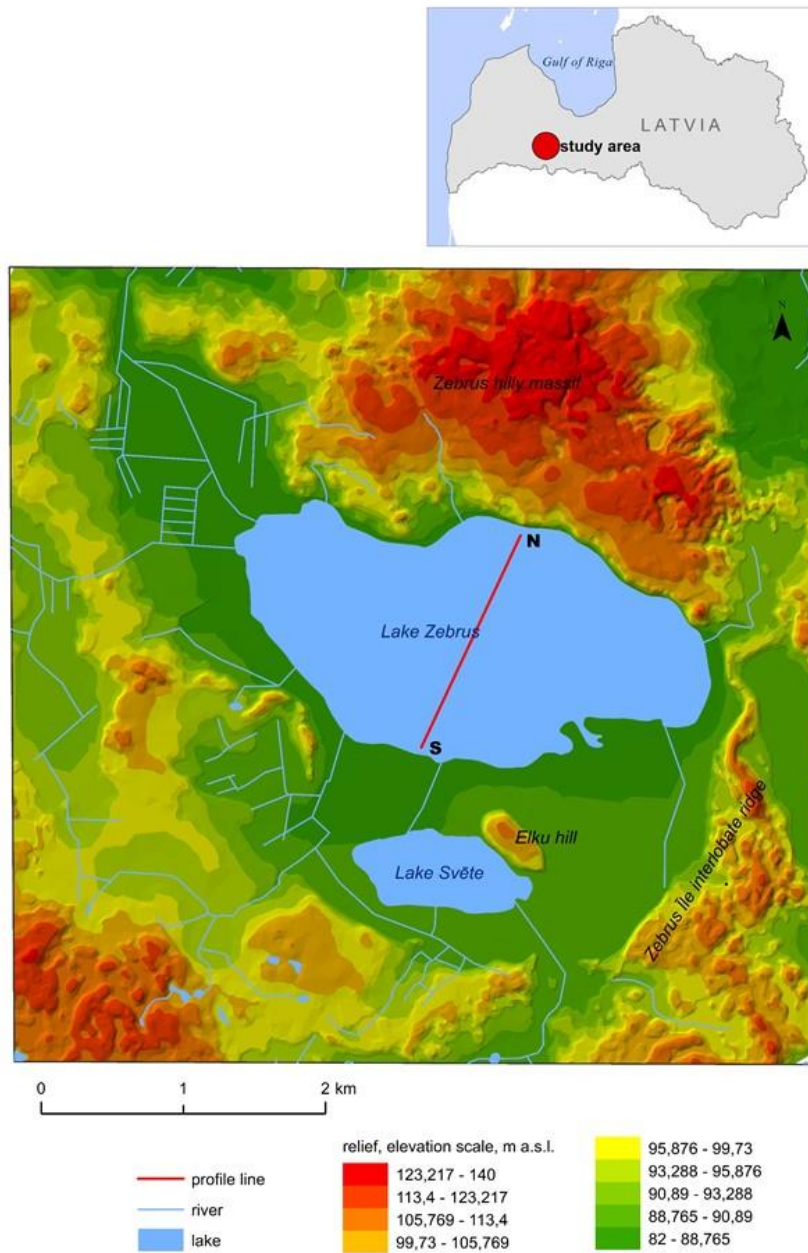 Gulf of Riga
LATVIA
study area
N
Zebrus hilly massif
N
Lake Zebrus
S
Elku hill
Lake Svēte
Zebrus Īle interlobate ridge
0 1 2 km
relief, elevation scale, m a.s.l.
profile line
river
lake
123,217 - 140
113,4 - 123,217
105,769 - 113,4
99,73 - 105,769
95,876 - 99,73
93,288 - 95,876
90,89 - 93,288
88,765 - 90,89
82 - 88,765